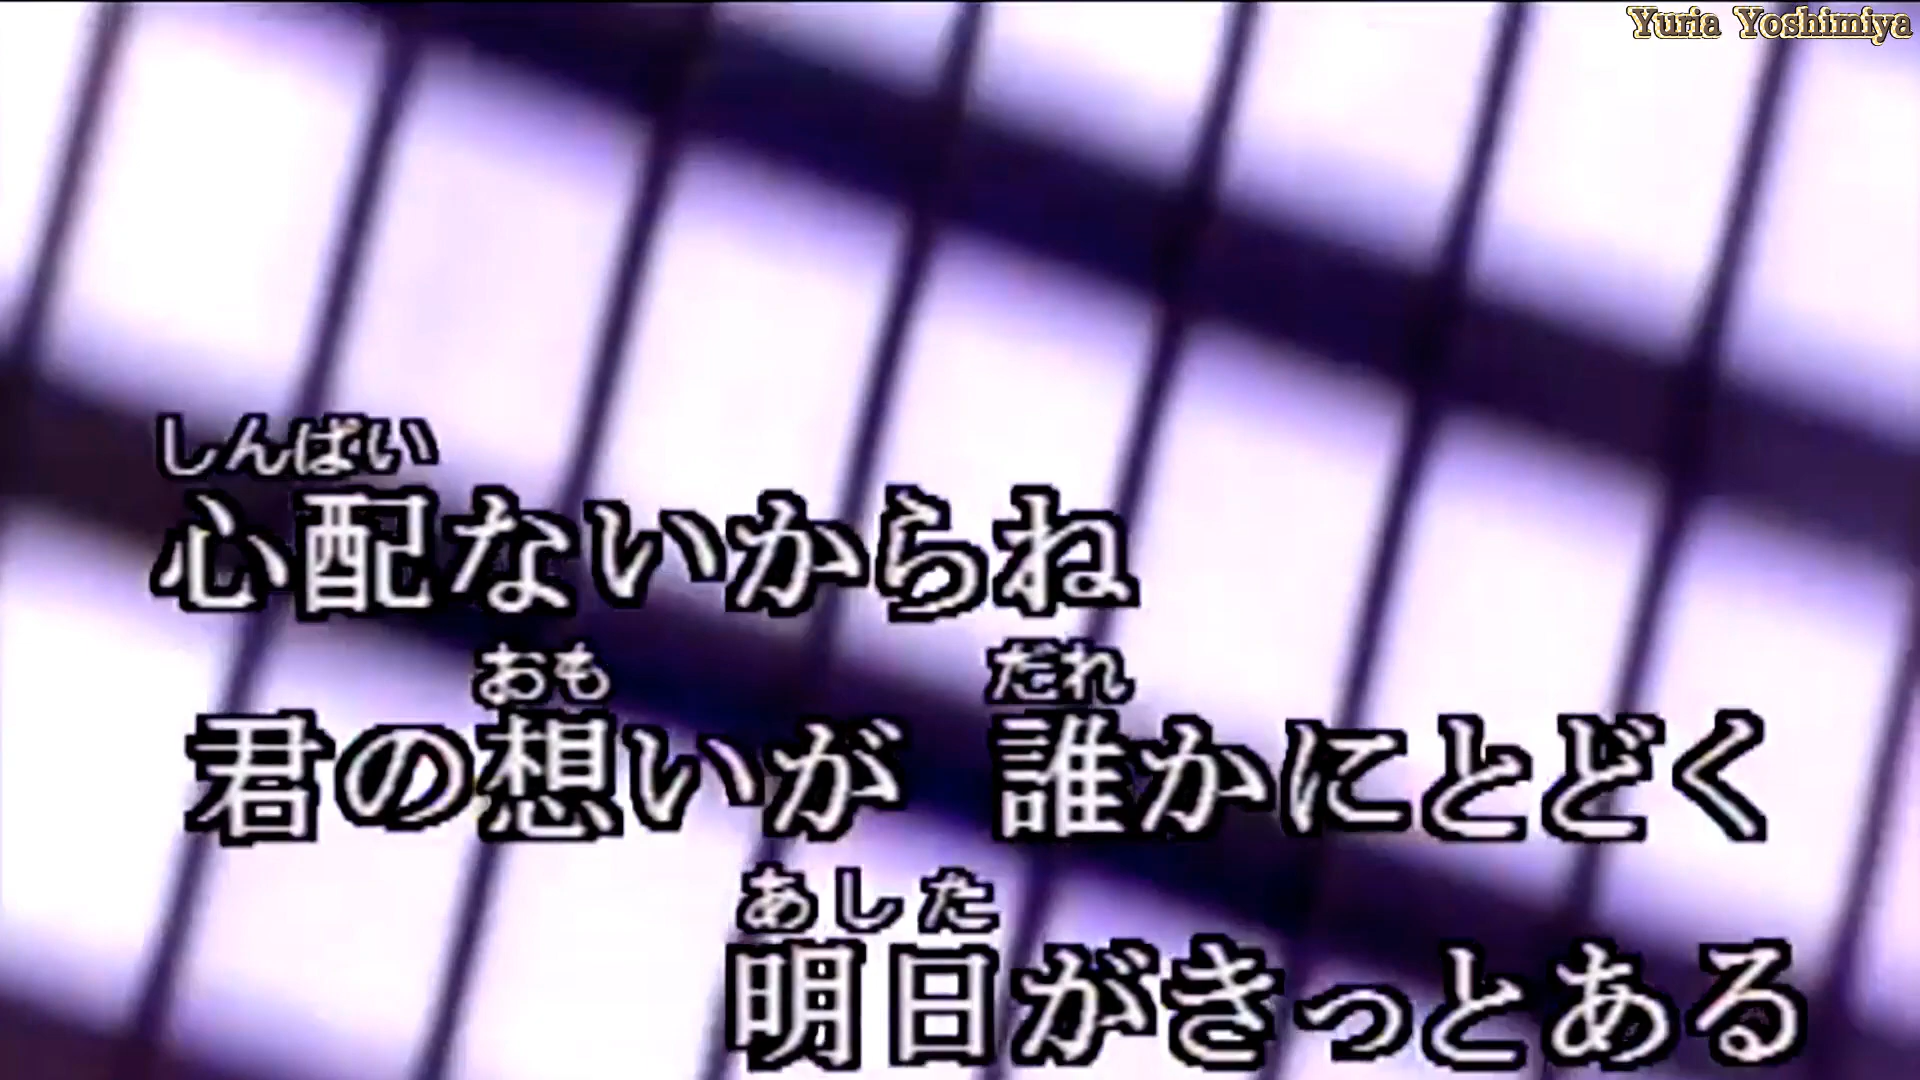 Yuria Yoshimiya
しんぱい
心配ないからね
おも だれ
君の想いが 誰かにとどく
あした
明日がきっとある